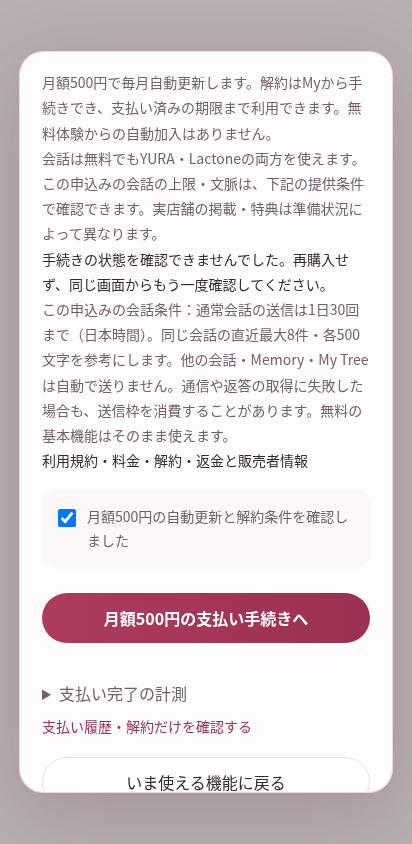 月額500円で毎月自動更新します。解約はMyから手
続きでき、支払い済みの期限まで利用できます。無
料体験からの自動加入はありません。
会話は無料でもYURA・Lactoneの両方を使えます。
この申込みの会話の上限・文脈は、下記の提供条件
で確認できます。実店舗の掲載・特典は準備状況に
よって異なります。
手続きの状態を確認できませんでした。再購入せ
ず、同じ画面からもう一度確認してください。
この申込みの会話条件：通常会話の送信は1日30回
まで（日本時間）。同じ会話の直近最大8件・各500
文字を参考にします。他の会話・Memory・My Tree
は自動で送りません。通信や返答の取得に失敗した
場合も、送信枠を消費することがあります。無料の
基本機能はそのまま使えます。
利用規約・料金・解約・返金と販売者情報
月額500円の自動更新と解約条件を確認し
ました
月額500円の支払い手続きへ
▶ 支払い完了の計測
支払い履歴・解約だけを確認する
いま使える機能に戻る